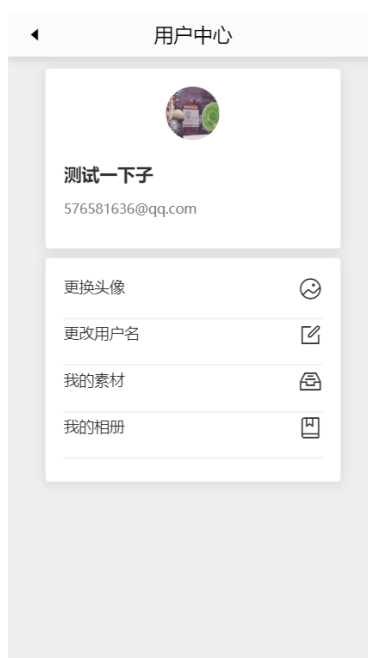 用户中心
测试一下子
576581636@qq.com
更换头像
更改用户名
我的素材
我的相册